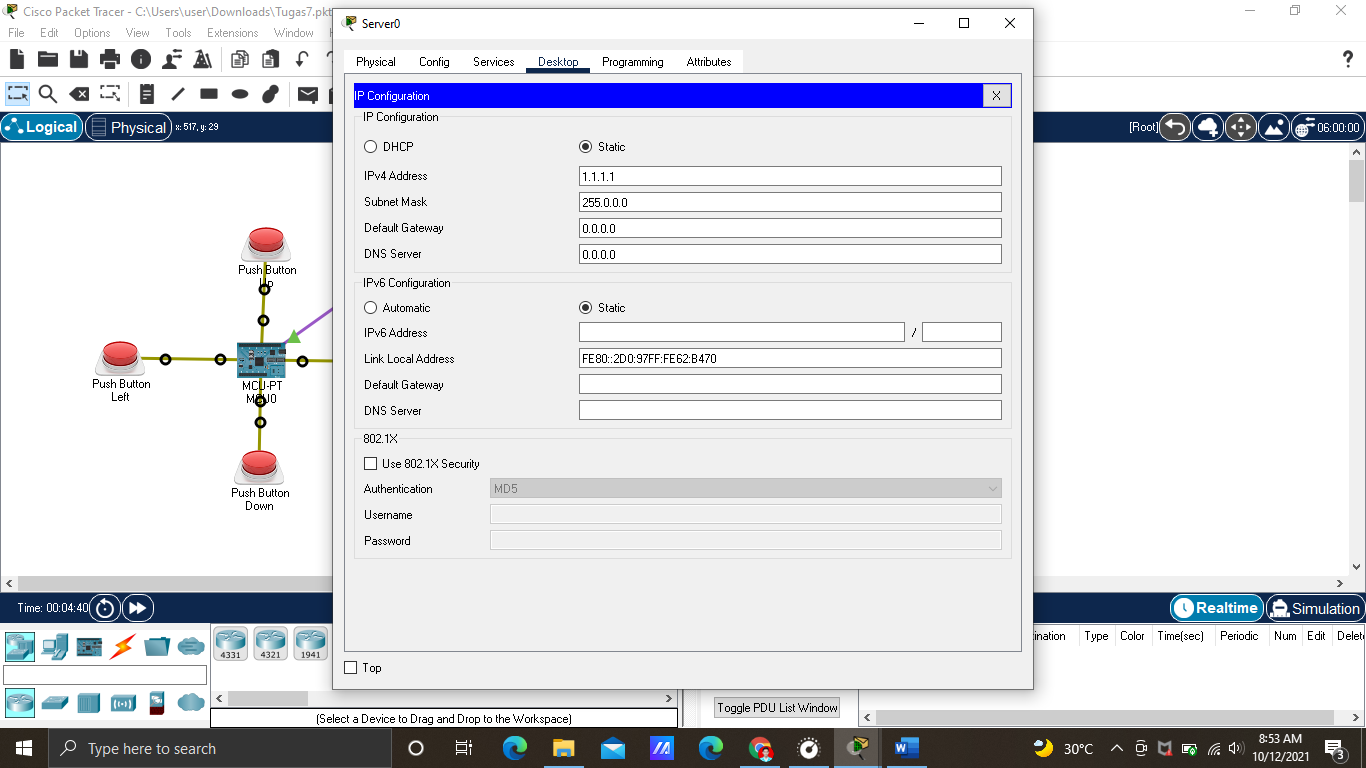 Cisco Packet Tracer - C:\Users\user\Downloads\Tugas7.pkt
File Edit Options View Tools Extensions Window
Server0
Physical Config Services Desktop Programming Attributes
IP Configuration
X
IP Configuration
DHCP
Static
IPv4 Address
1.1.1.1
Subnet Mask
255.0.0.0
Default Gateway
0.0.0.0
DNS Server
0.0.0.0
IPv6 Configuration
Automatic
Static
IPv6 Address
/
Link Local Address
FE80::2D0:97FF:FE62:B470
Default Gateway
DNS Server
802.1X
Use 802.1X Security
Authentication
MD5
Username
Password
Top
?
Logical
Physical
x: 517, y: 29
[Root]
06:00:00
Push Button
Up
Push Button
Left
MCU-PT
MCU0
Push Button
Down
Time: 00:04:40
Realtime
Simulation
4331
4321
1941
(Select a Device to Drag and Drop to the Workspace)
Toggle PDU List Window
Type Color Time(sec) Periodic Num Edit
Type here to search
30°C
8:53 AM
10/12/2021
3